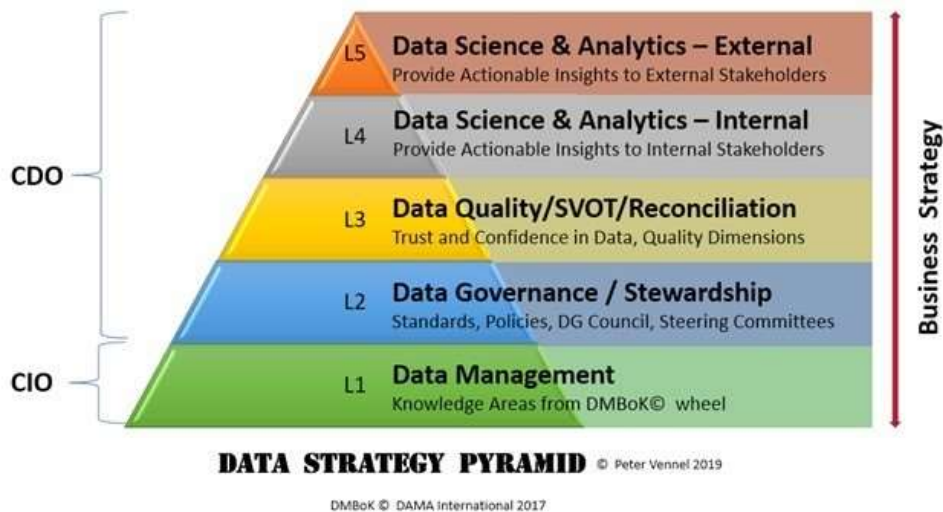 L5
Data Science & Analytics – External
Provide Actionable Insights to External Stakeholders
L4
Data Science & Analytics – Internal
Provide Actionable Insights to Internal Stakeholders
CDO
L3
Data Quality/SVOT/Reconciliation
Trust and Confidence in Data, Quality Dimensions
L2
Data Governance / Stewardship
Standards, Policies, DG Council, Steering Committees
CIO
L1
Data Management
Knowledge Areas from DMBoK© wheel
Business Strategy
DATA STRATEGY PYRAMID © Peter Vennel 2019
DMBoK © DAMA International 2017